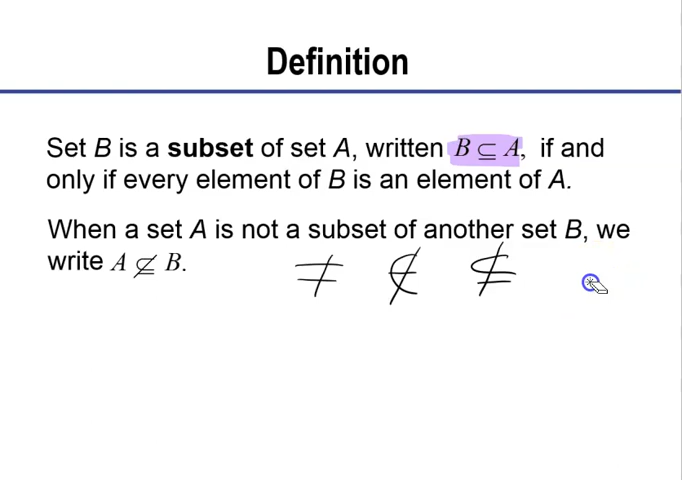 Definition
Set B is a subset of set A, written B ⊆ A, if and
only if every element of B is an element of A.
When a set A is not a subset of another set B, we
write A ⊈ B.
≠ ∉ ⊈